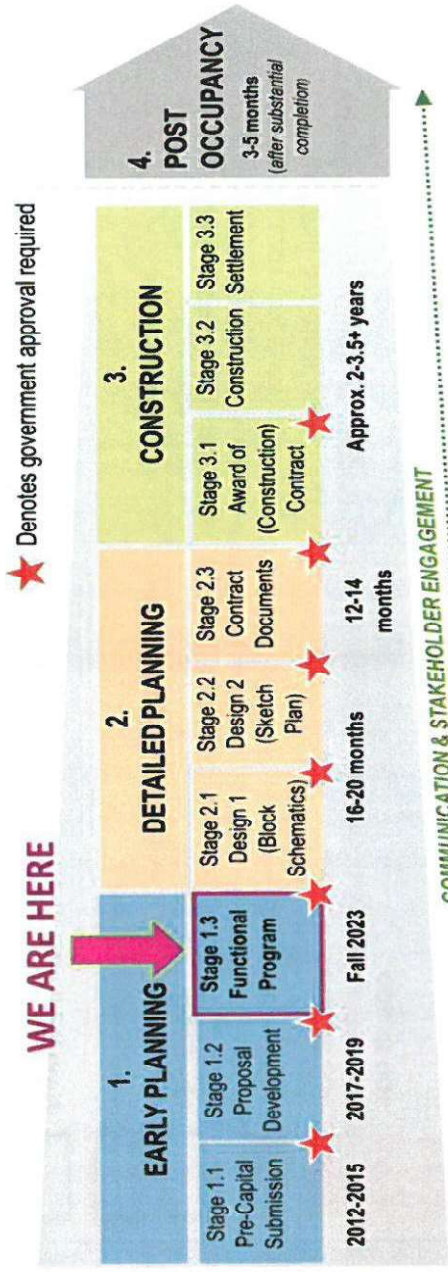 WE ARE HERE
★ Denotes government approval required
1.
EARLY PLANNING
2.
DETAILED PLANNING
3.
CONSTRUCTION
4.
POST
OCCUPANCY
3-5 months
(after substantial
completion)
Stage 1.1
Pre-Capital
Submission
Stage 1.2
Proposal
Development
Stage 1.3
Functional
Program
Stage 2.1
Design 1
(Block
Schematics)
Stage 2.2
Design 2
(Sketch
Plan)
Stage 2.3
Contract
Documents
Stage 3.1
Award of
(Construction)
Contract
Stage 3.2
Construction
Stage 3.3
Settlement
2012-2015
2017-2019
Fall 2023
16-20 months
12-14
months
Approx. 2-3.5+ years
COMMUNICATION & STAKEHOLDER ENGAGEMENT